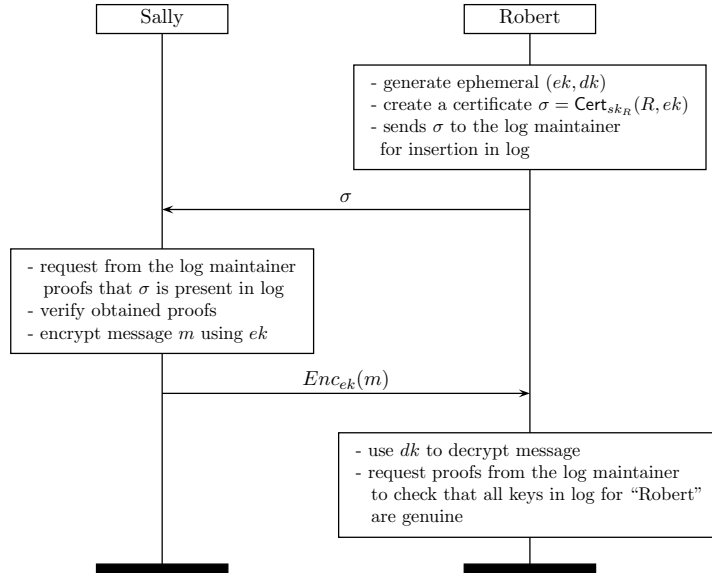 Sally
Robert
- generate ephemeral (ek, dk)
- create a certificate σ = Cert_{sk_R}(R, ek)
- sends σ to the log maintainer
for insertion in log
σ
- request from the log maintainer
proofs that σ is present in log
- verify obtained proofs
- encrypt message m using ek
Enc_{ek}(m)
- use dk to decrypt message
- request proofs from the log maintainer
to check that all keys in log for “Robert”
are genuine